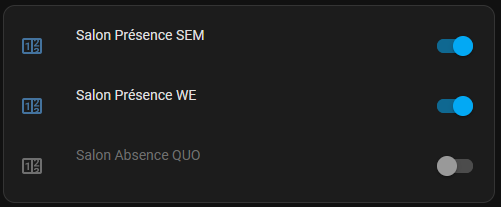 Salon Présence SEM
Salon Présence WE
Salon Absence QUO